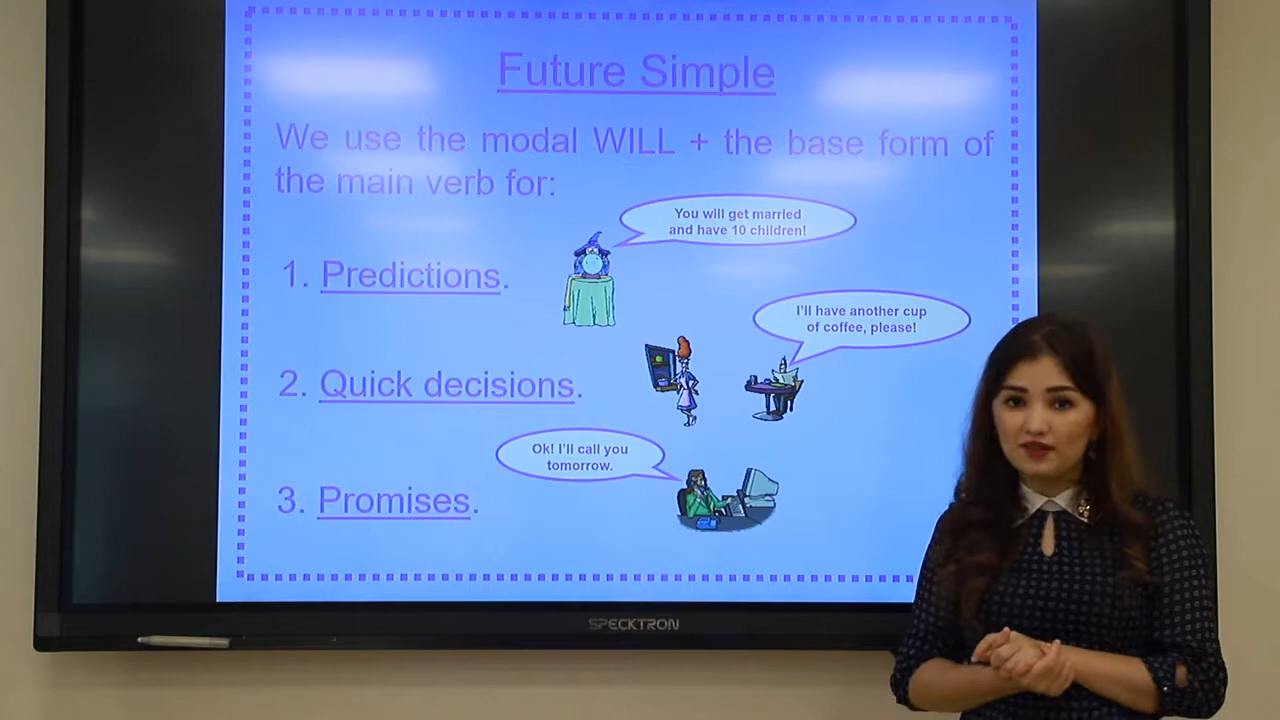 Future Simple
We use the modal WILL + the base form of
the main verb for:
You will get married
and have 10 children!
1. Predictions.
I'll have another cup
of coffee, please!
2. Quick decisions.
Ok! I'll call you
tomorrow.
3. Promises.
SPECKTRON